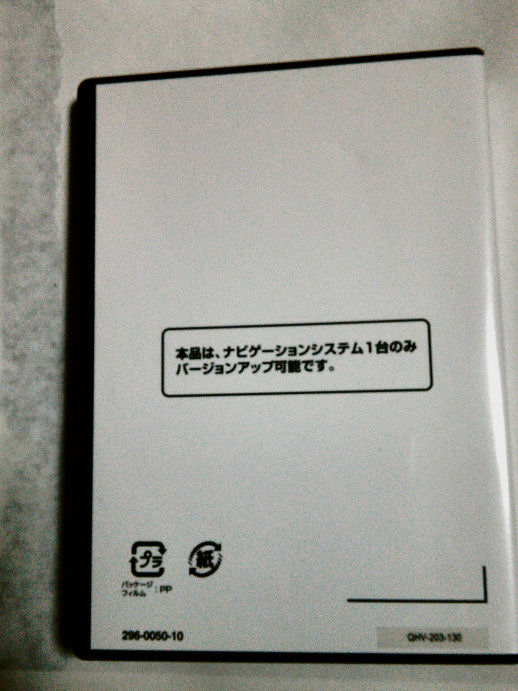 本品は、ナビゲーションシステム1台のみ
バージョンアップ可能です。
プラ
紙
パッケージ
フィルム
:PP
296-0050-10
QHV-203-130